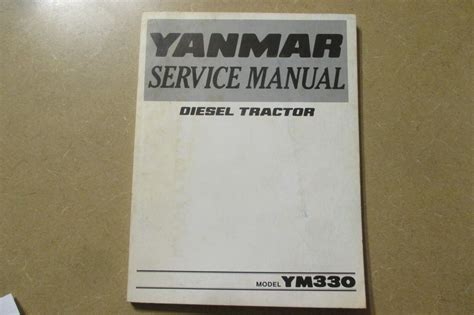 YANMAR
SERVICE MANUAL
DIESEL TRACTOR
MODEL YM330